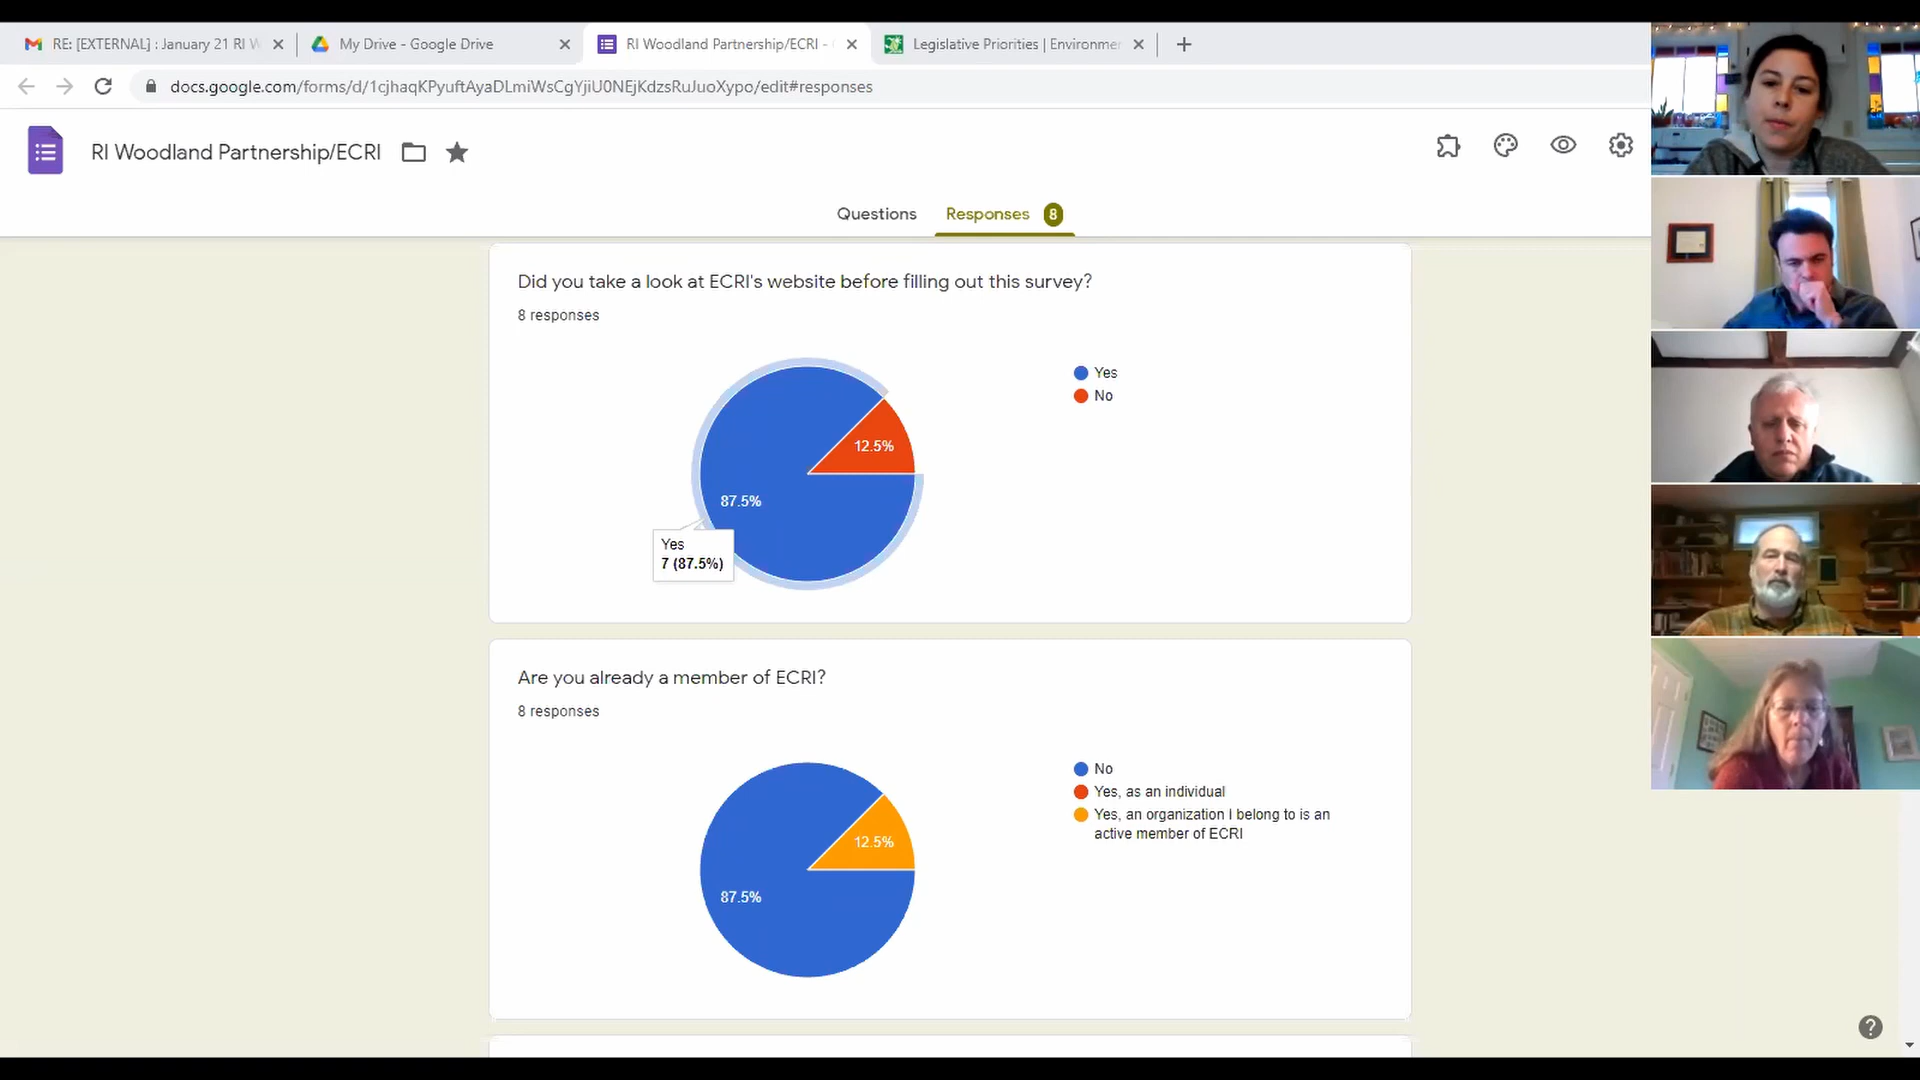 RE: [EXTERNAL] : January 21 RI W
My Drive - Google Drive
RI Woodland Partnership/ECRI -
Legislative Priorities | Environme
docs.google.com/forms/d/1cjhaqKPyuftAyaDLmiWsCgYjiU0NEjKdzsRuJuoXypo/edit#responses
RI Woodland Partnership/ECRI
Questions
Responses 8
Did you take a look at ECRI's website before filling out this survey?
8 responses
Yes
No
12.5%
87.5%
Yes
7 (87.5%)
Are you already a member of ECRI?
8 responses
No
Yes, as an individual
Yes, an organization I belong to is an
active member of ECRI
12.5%
87.5%